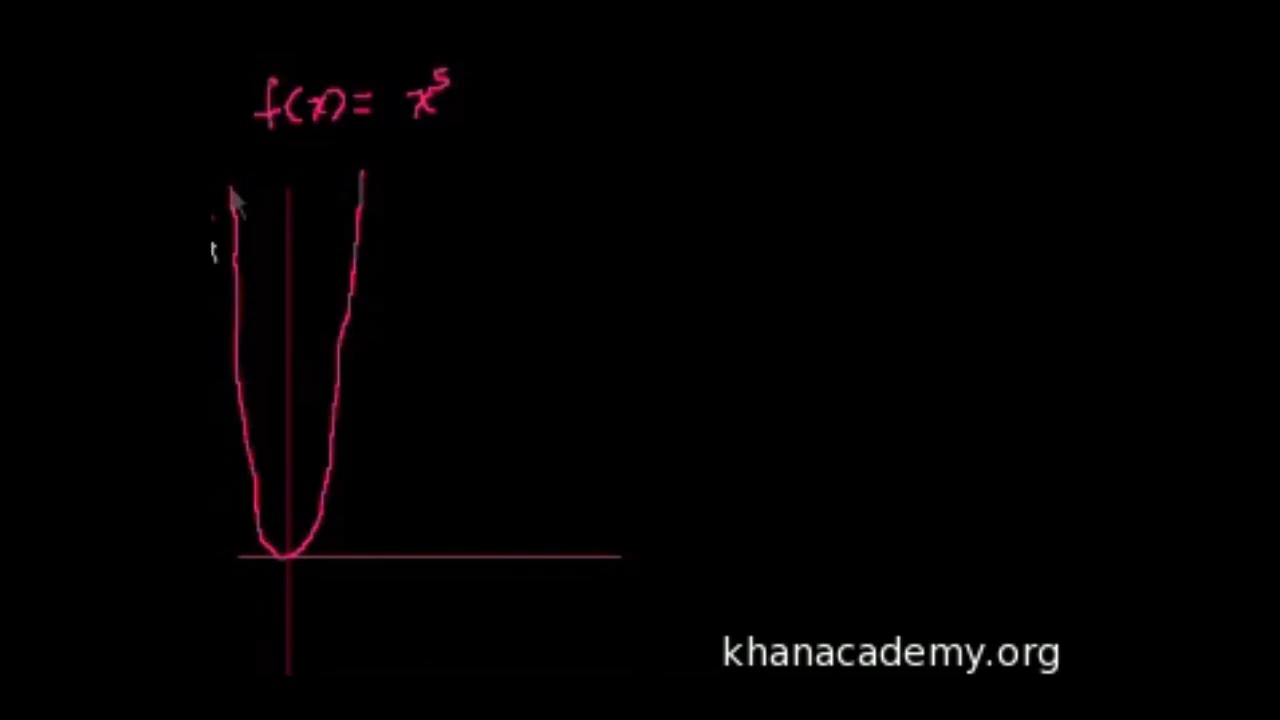 f(x) = x⁵
khanacademy.org